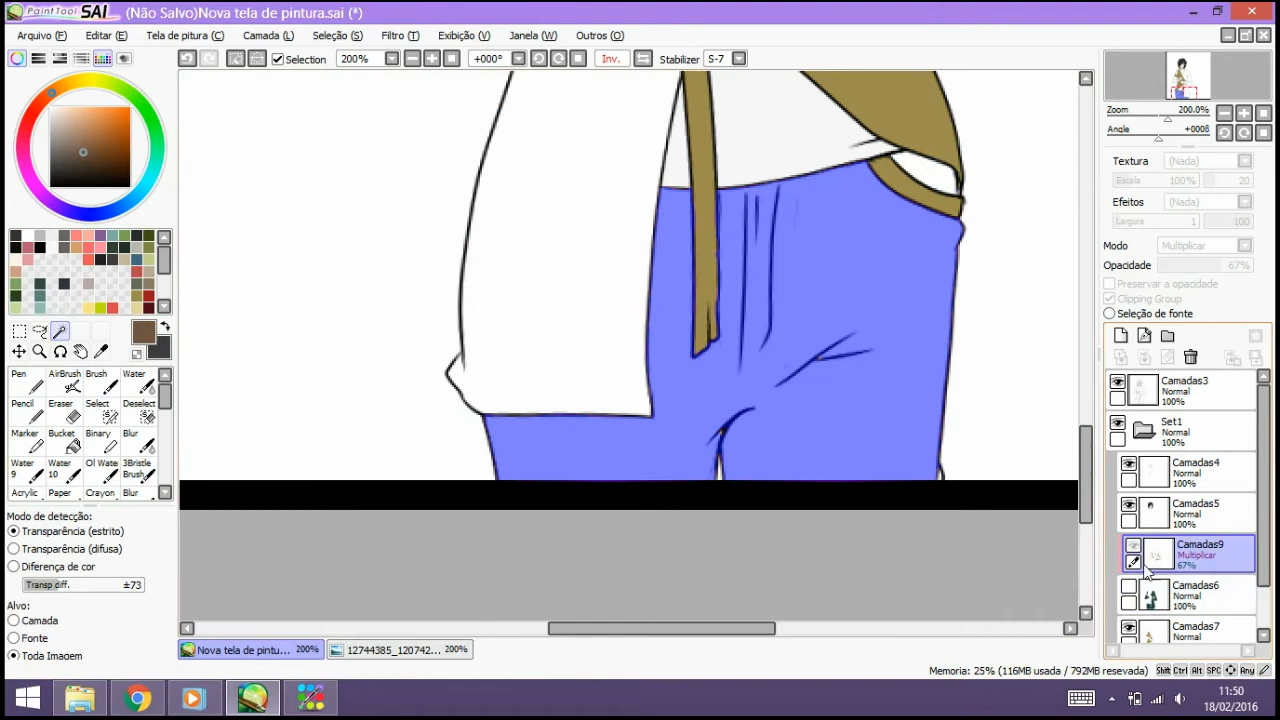 PaintTool SAI (Não Salvo)Nova tela de pintura.sai (*)
Arquivo (F) Editar (E) Tela de pitura (C) Camada (L) Seleção (S) Filtro (T) Exibição (V) Janela (W) Outros (O)
Selection 200% +000° Inv. Stabilizer S-7
Zoom 200.0%
Angle +000ß
Textura (Nada)
Escala 100% 20
Efeitos (Nada)
Largura 1 100
Modo Multiplicar
Opacidade 67%
Preservar a opacidade
Clipping Group
Seleção de fonte
Pen AirBrush Brush Water
Pencil Eraser Select Deselect
Marker Bucket Binary Blur
Water 9 Water 10 Ol Water 3Bristle Brush
Acrylic Paper Crayon Blur
Modo de detecção:
Transparência (estrito)
Transparência (difusa)
Diferença de cor
Transp diff. ±73
Alvo:
Camada
Fonte
Toda Imagem
Camadas3
Normal
100%
Set1
Normal
100%
Camadas4
Normal
100%
Camadas5
Normal
100%
Camadas9
Multiplicar
67%
Camadas6
Normal
100%
Camadas7
Normal
Nova tela de pintu... 200% 12744385_120742... 200%
Memoria: 25% (116MB usada / 792MB resevada) Shift Ctrl Alt SPC Any
11:50
18/02/2016